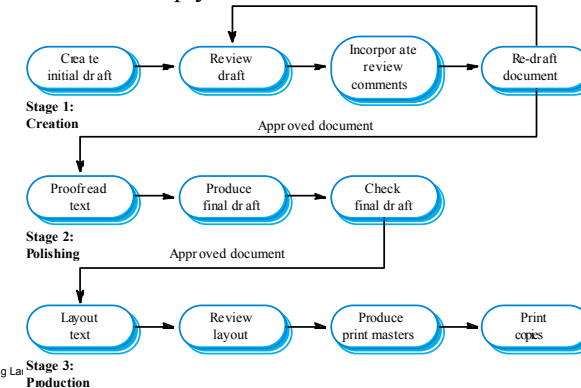 Create
initial draft
Review
draft
Incorporate
review
comments
Re-draft
document
Stage 1:
Creation
Approved document
Proofread
text
Produce
final draft
Check
final draft
Stage 2:
Polishing
Approved document
Layout
text
Review
layout
Produce
print masters
Print
copies
Stage 3:
Production